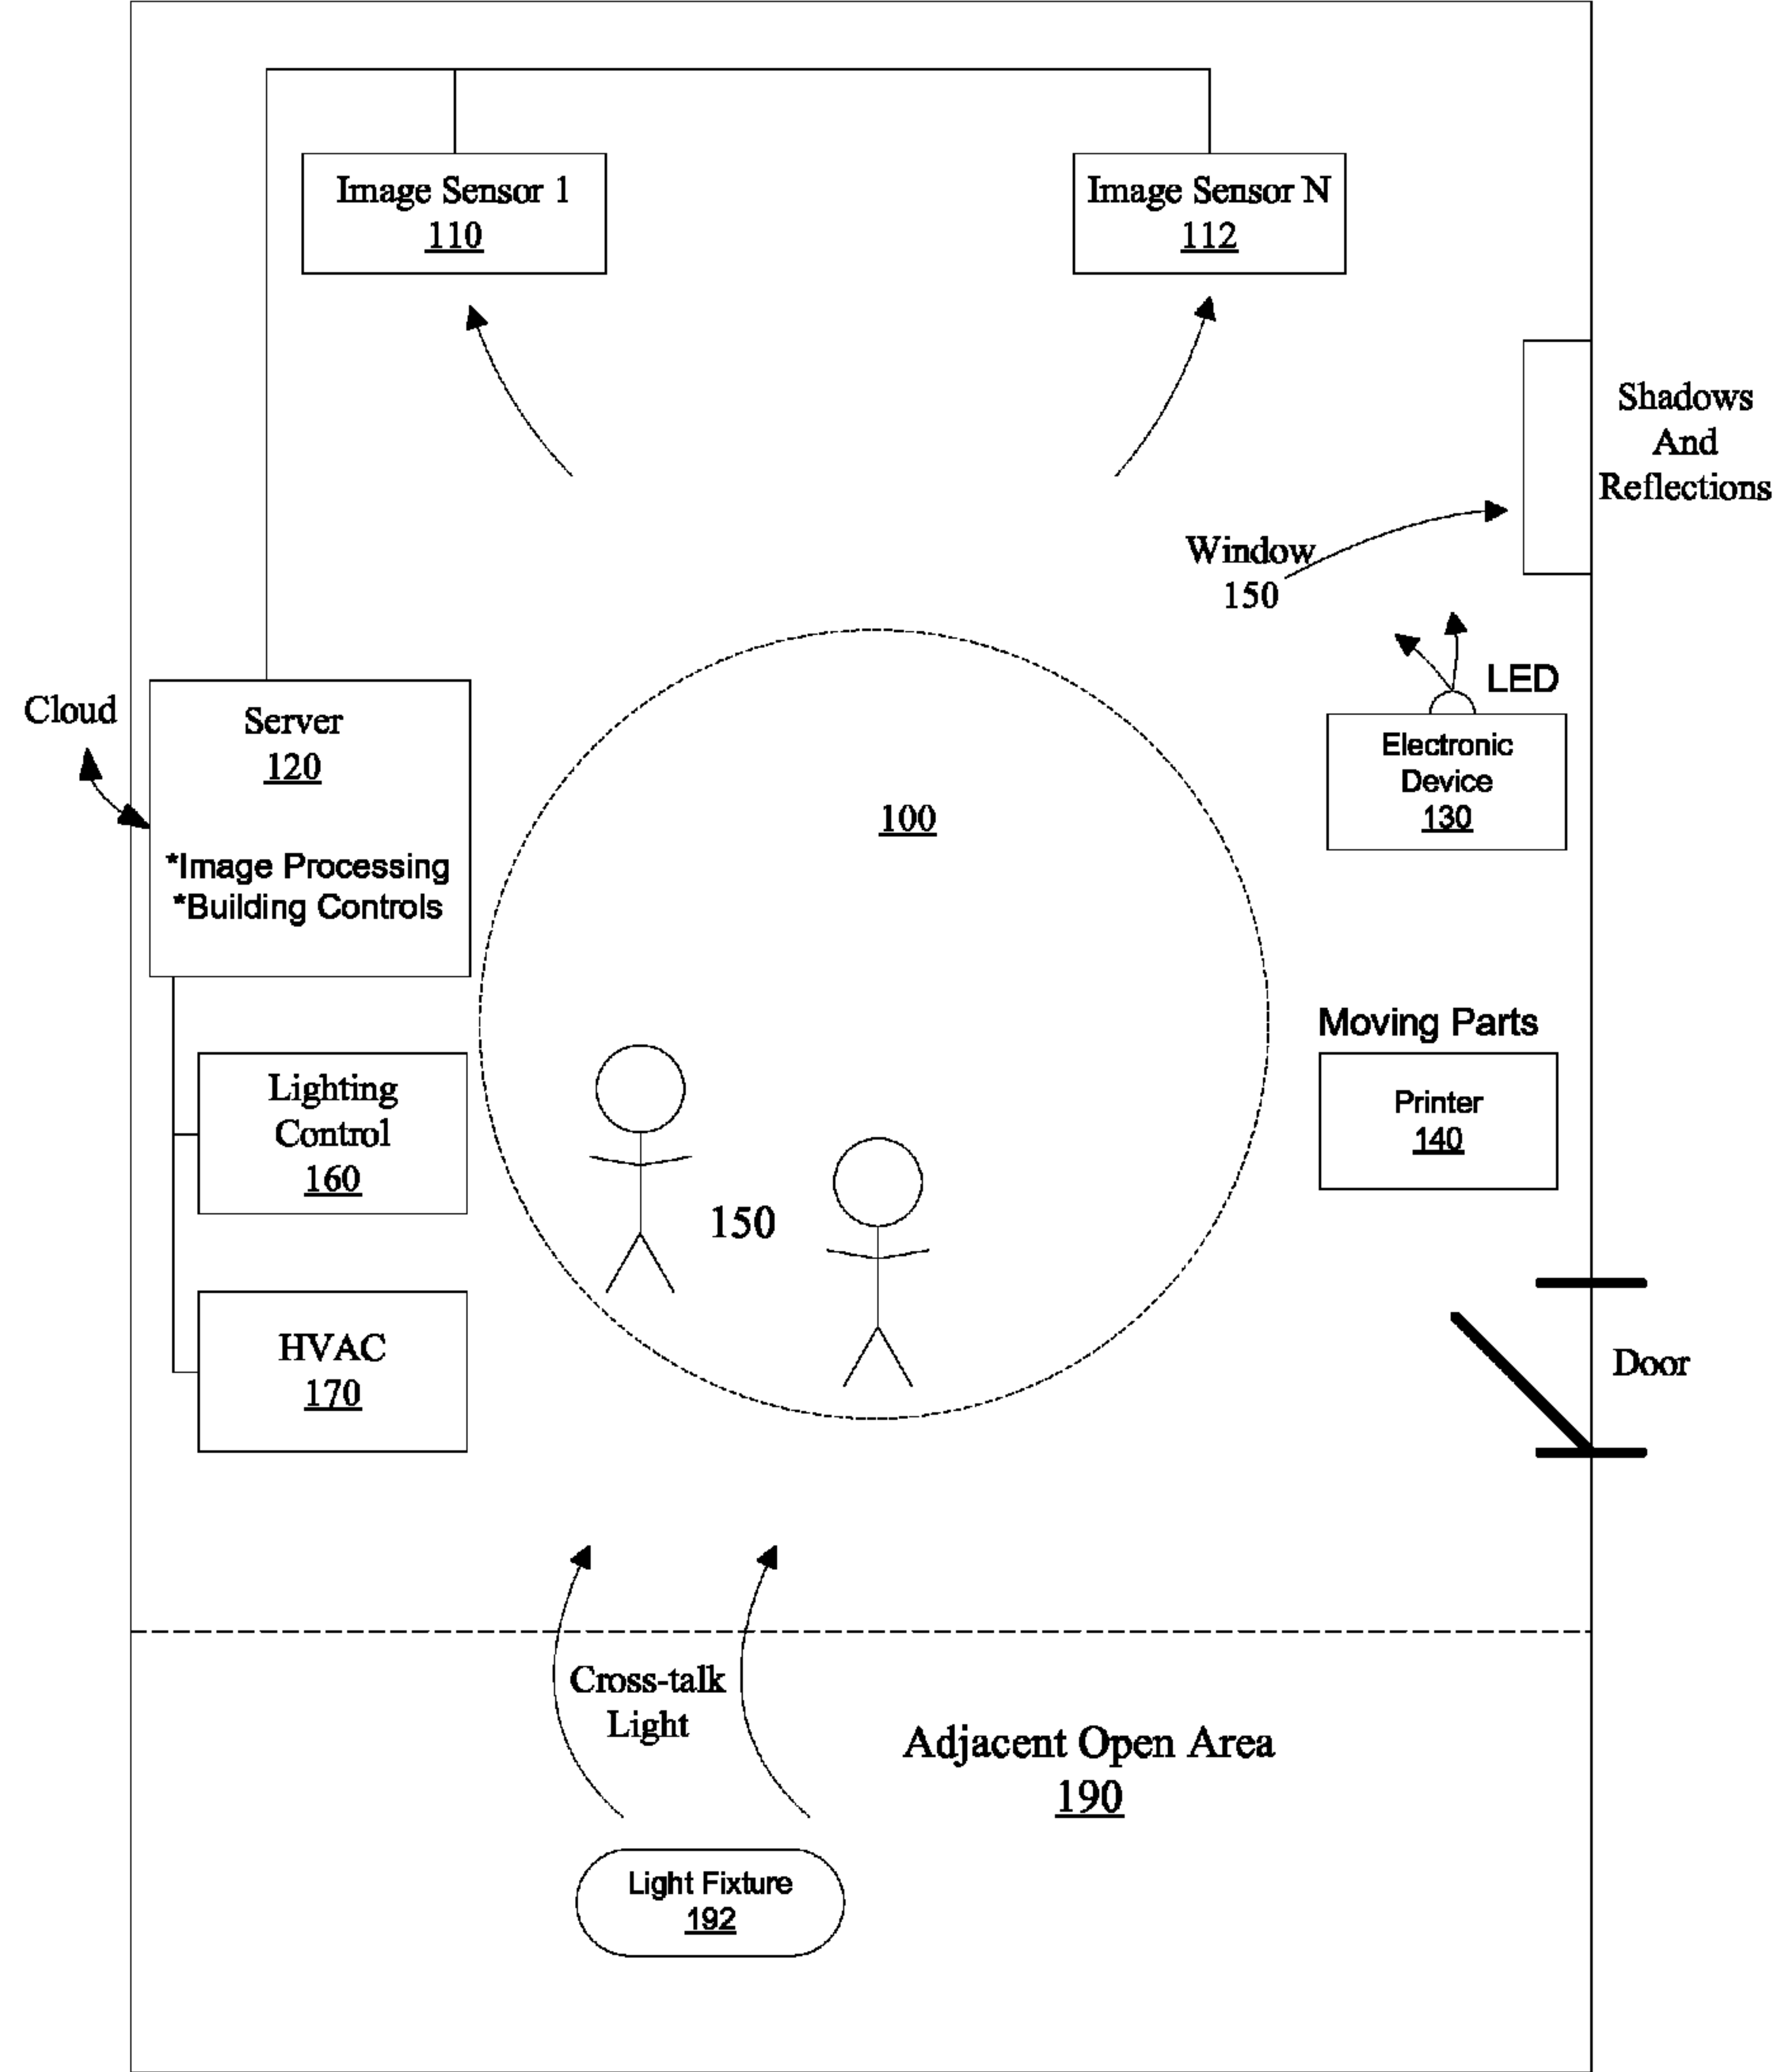 Image Sensor 1
110
Image Sensor N
112
Shadows
And
Reflections
Window
150
LED
Electronic
Device
130
Cloud
Server
120
*Image Processing
*Building Controls
100
Moving Parts
Printer
140
Lighting
Control
160
150
HVAC
170
Door
Cross-talk
Light
Adjacent Open Area
190
Light Fixture
192